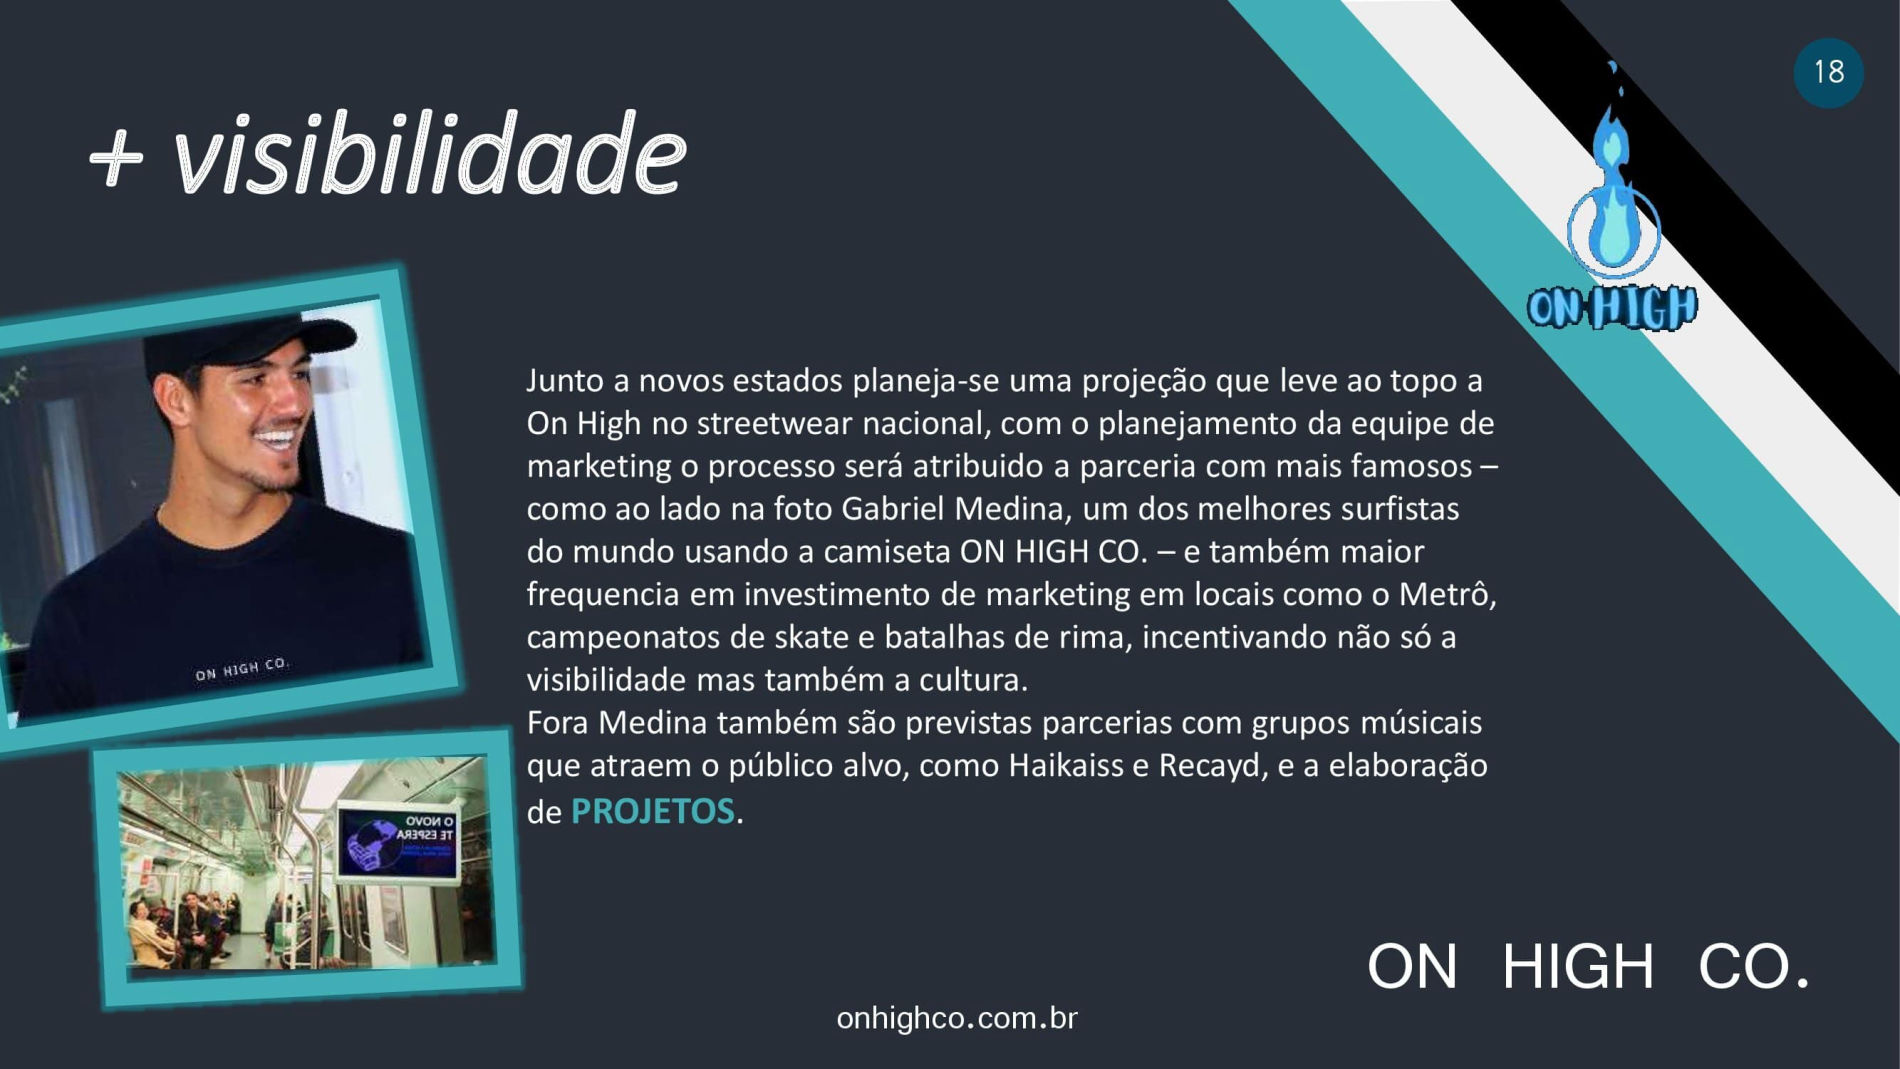 18
+ visibilidade
ON HIGH
Junto a novos estados planeja-se uma projeção que leve ao topo a
On High no streetwear nacional, com o planejamento da equipe de
marketing o processo será atribuido a parceria com mais famosos –
como ao lado na foto Gabriel Medina, um dos melhores surfistas
do mundo usando a camiseta ON HIGH CO. – e também maior
frequencia em investimento de marketing em locais como o Metrô,
campeonatos de skate e batalhas de rima, incentivando não só a
visibilidade mas também a cultura.
Fora Medina também são previstas parcerias com grupos músicais
que atraem o público alvo, como Haikaiss e Recayd, e a elaboração
de PROJETOS.
ON HIGH CO.
O NOVO
TE ESPERA
ON HIGH CO.
onhighco.com.br